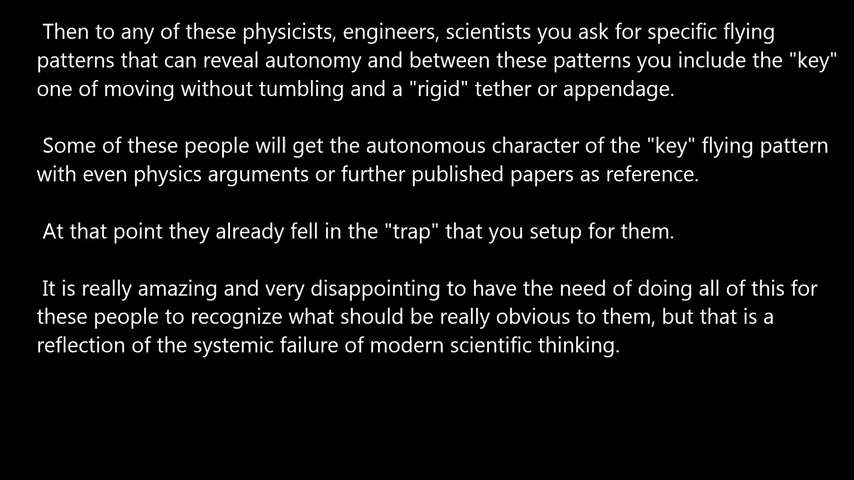 Then to any of these physicists, engineers, scientists you ask for specific flying
patterns that can reveal autonomy and between these patterns you include the "key"
one of moving without tumbling and a "rigid" tether or appendage.
Some of these people will get the autonomous character of the "key" flying pattern
with even physics arguments or further published papers as reference.
At that point they already fell in the "trap" that you setup for them.
It is really amazing and very disappointing to have the need of doing all of this for
these people to recognize what should be really obvious to them, but that is a
reflection of the systemic failure of modern scientific thinking.